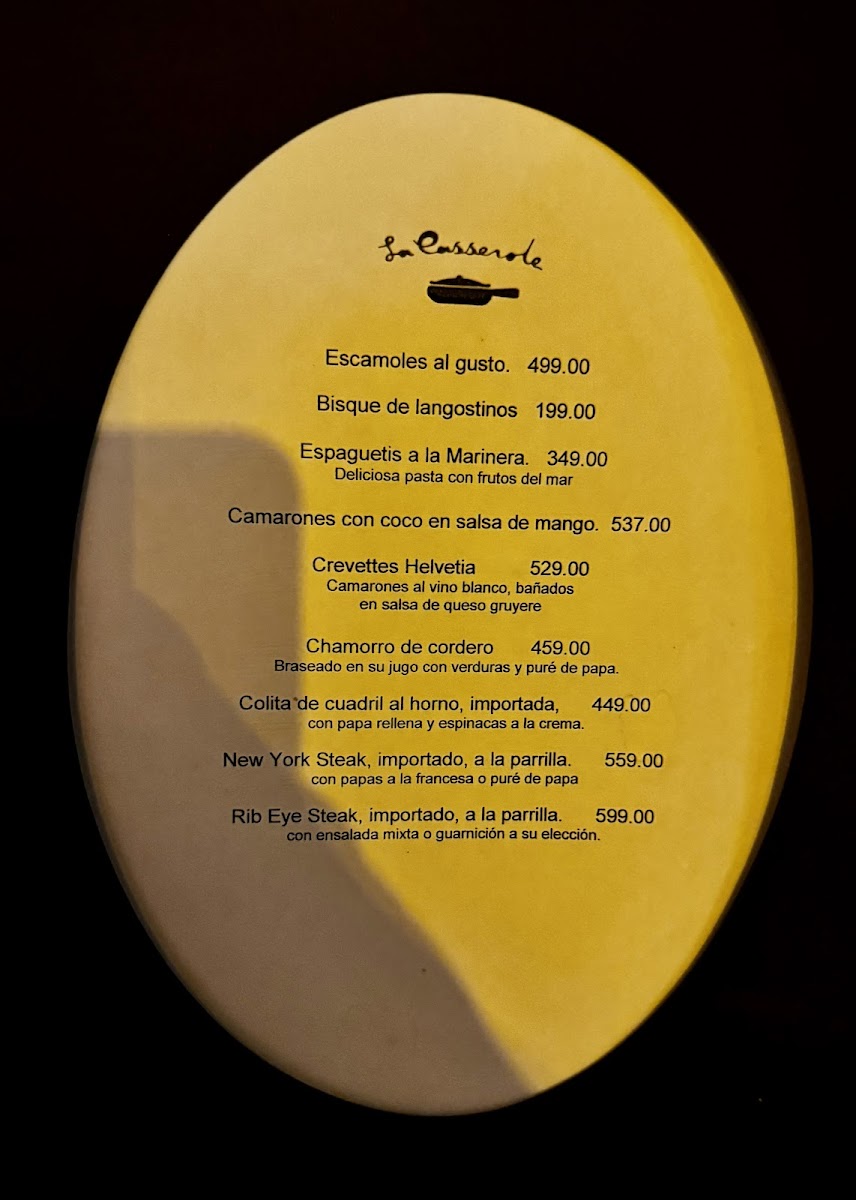 La Casserole
Escamoles al gusto. 499.00
Bisque de langostinos 199.00
Espaguetis a la Marinera. 349.00
Deliciosa pasta con frutos del mar
Camarones con coco en salsa de mango. 537.00
Crevettes Helvetia 529.00
Camarones al vino blanco, bañados
en salsa de queso gruyere
Chamorro de cordero 459.00
Braseado en su jugo con verduras y puré de papa.
Colita de cuadril al horno, importada, 449.00
con papa rellena y espinacas a la crema.
New York Steak, importado, a la parrilla. 559.00
con papas a la francesa o puré de papa
Rib Eye Steak, importado, a la parrilla. 599.00
con ensalada mixta o guarnición a su elección.